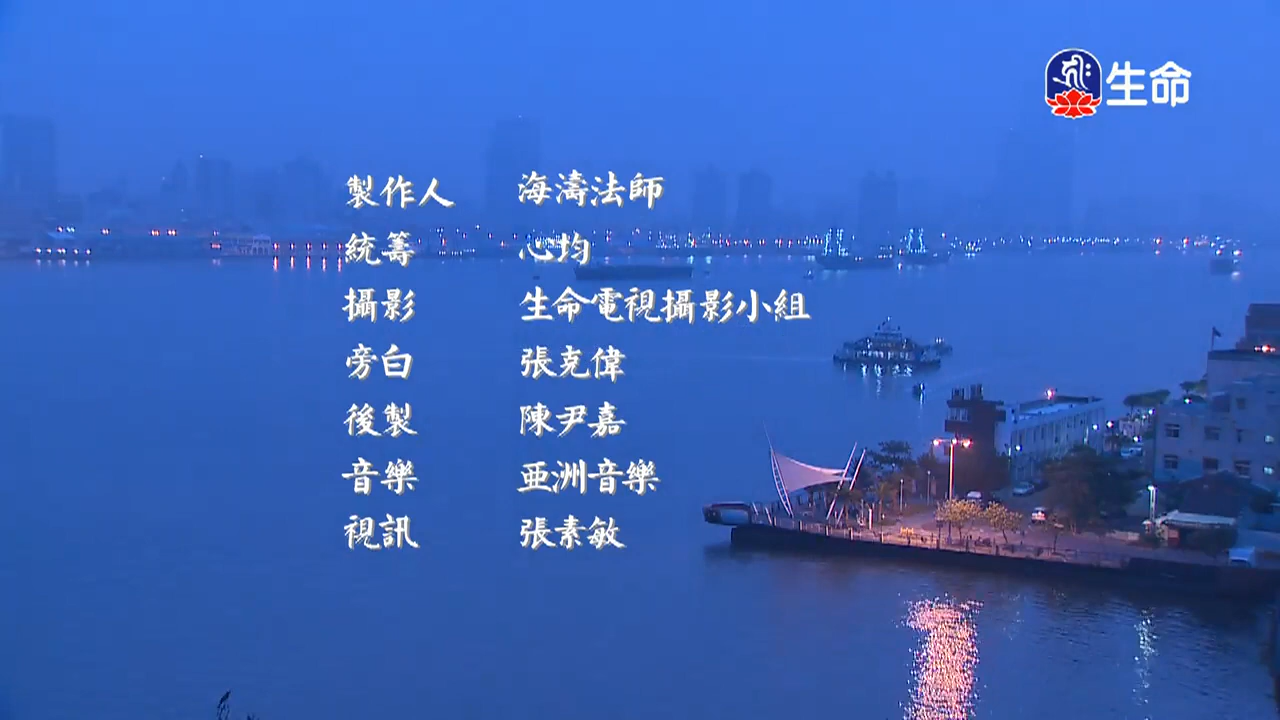 生命
製作人 海濤法師
統籌 心均
攝影 生命電視攝影小組
旁白 張克偉
後製 陳尹嘉
音樂 亞洲音樂
視訊 張素敏